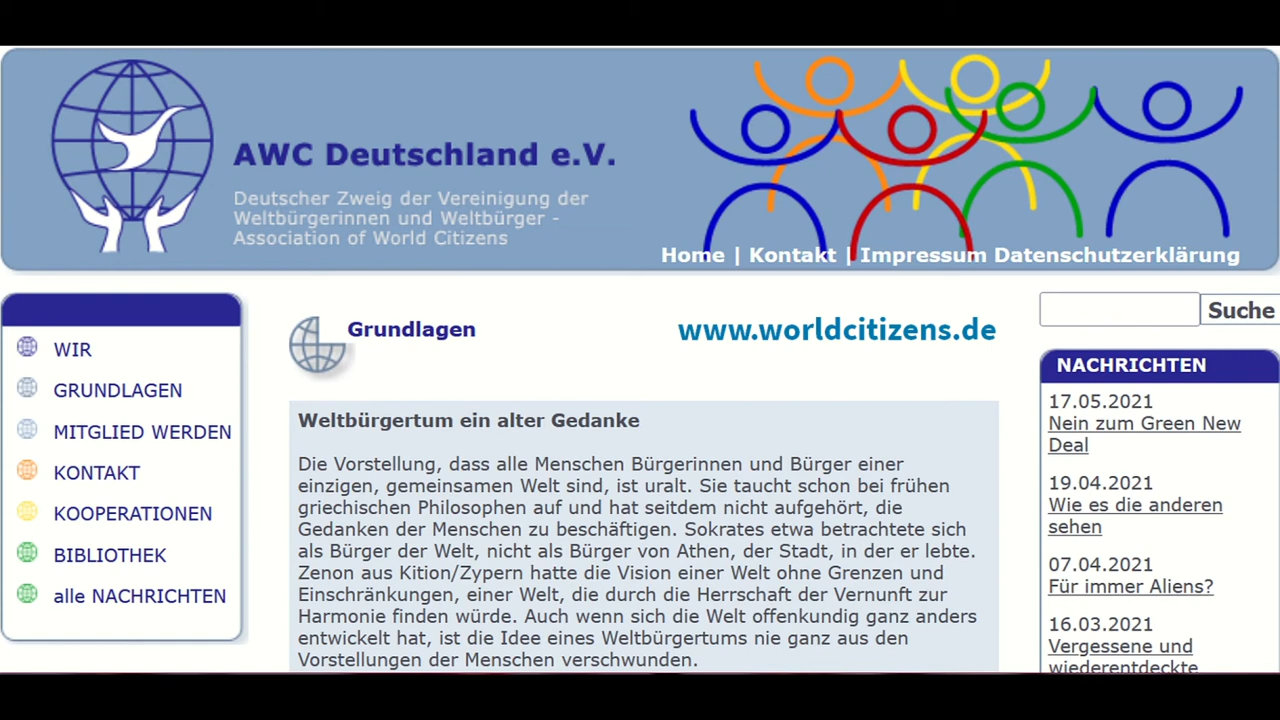 AWC Deutschland e.V.
Deutscher Zweig der Vereinigung der
Weltbürgerinnen und Weltbürger -
Association of World Citizens
Home | Kontakt | Impressum Datenschutzerklärung
WIR
GRUNDLAGEN
MITGLIED WERDEN
KONTAKT
KOOPERATIONEN
BIBLIOTHEK
alle NACHRICHTEN
Grundlagen
www.worldcitizens.de
Weltbürgertum ein alter Gedanke
Die Vorstellung, dass alle Menschen Bürgerinnen und Bürger einer
einzigen, gemeinsamen Welt sind, ist uralt. Sie taucht schon bei frühen
griechischen Philosophen auf und hat seitdem nicht aufgehört, die
Gedanken der Menschen zu beschäftigen. Sokrates etwa betrachtete sich
als Bürger der Welt, nicht als Bürger von Athen, der Stadt, in der er lebte.
Zenon aus Kition/Zypern hatte die Vision einer Welt ohne Grenzen und
Einschränkungen, einer Welt, die durch die Herrschaft der Vernunft zur
Harmonie finden würde. Auch wenn sich die Welt offenkundig ganz anders
entwickelt hat, ist die Idee eines Weltbürgertums nie ganz aus den
Vorstellungen der Menschen verschwunden.
Suche
NACHRICHTEN
17.05.2021
Nein zum Green New
Deal
19.04.2021
Wie es die anderen
sehen
07.04.2021
Für immer Aliens?
16.03.2021
Vergessene und
wiederentdeckte